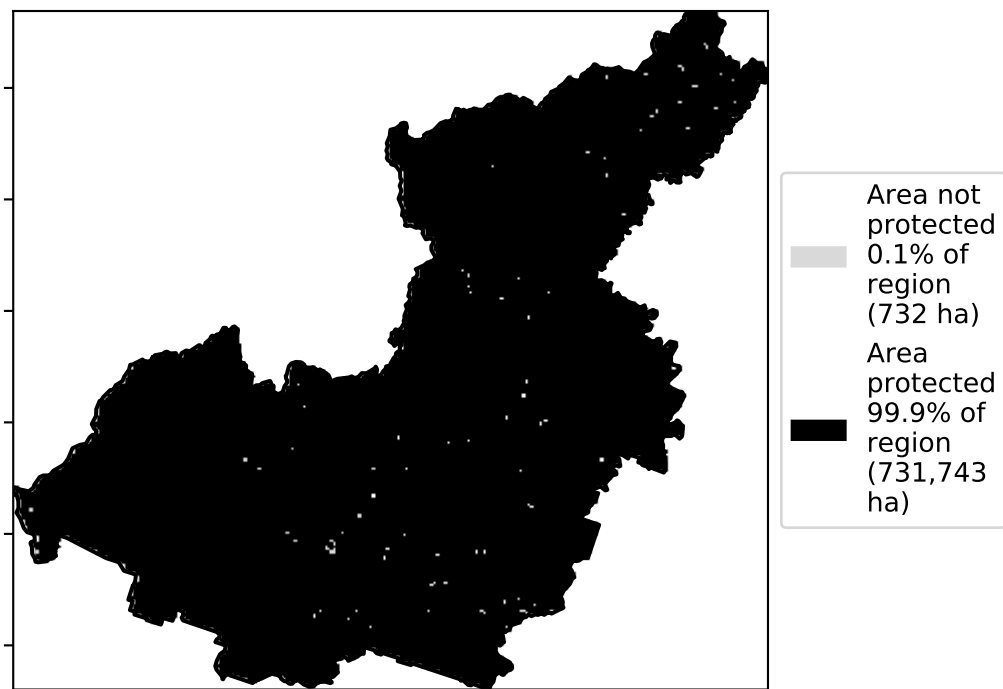 Area not
protected
0.1% of
region
(732 ha)
Area
protected
99.9% of
region
(731,743
ha)